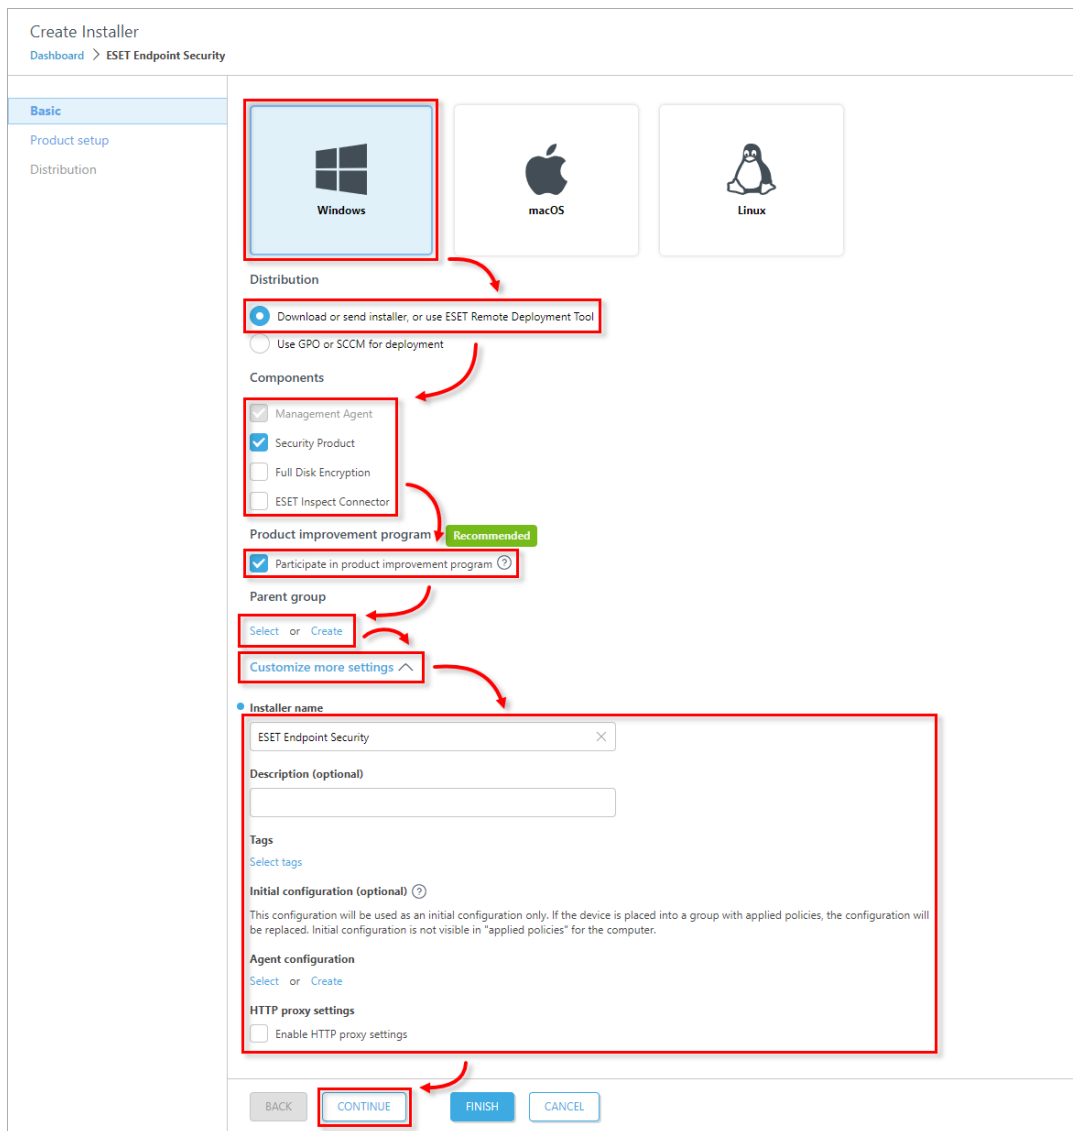 Create Installer
Dashboard > ESET Endpoint Security
Basic
Product setup
Distribution
Windows
macOS
Linux
Distribution
Download or send installer, or use ESET Remote Deployment Tool
Use GPO or SCCM for deployment
Components
Management Agent
Security Product
Full Disk Encryption
ESET Inspect Connector
Product improvement program Recommended
Participate in product improvement program ?
Parent group
Select or Create
Customize more settings
Installer name
ESET Endpoint Security
Description (optional)
Tags
Select tags
Initial configuration (optional) ?
This configuration will be used as an initial configuration only. If the device is placed into a group with applied policies, the configuration will
be replaced. Initial configuration is not visible in "applied policies" for the computer.
Agent configuration
Select or Create
HTTP proxy settings
Enable HTTP proxy settings
BACK CONTINUE FINISH CANCEL